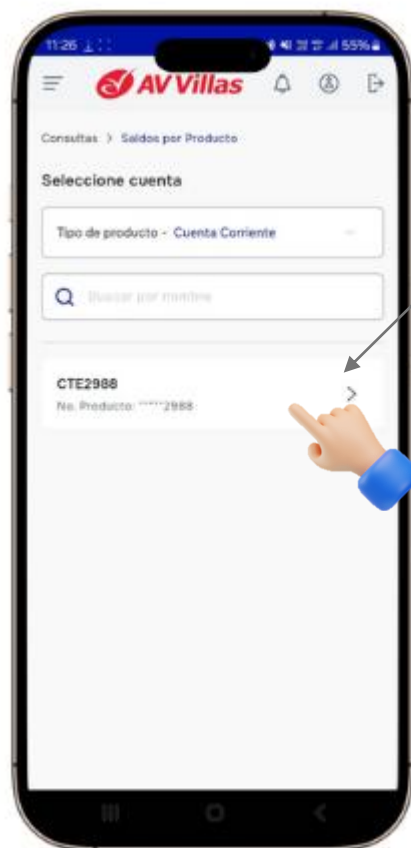 11:26
55%
AV Villas
Consultas > Saldos por Producto
Seleccione cuenta
Tipo de producto - Cuenta Corriente
Buscar por nombre
CTE2988
No. Producto: *****2988